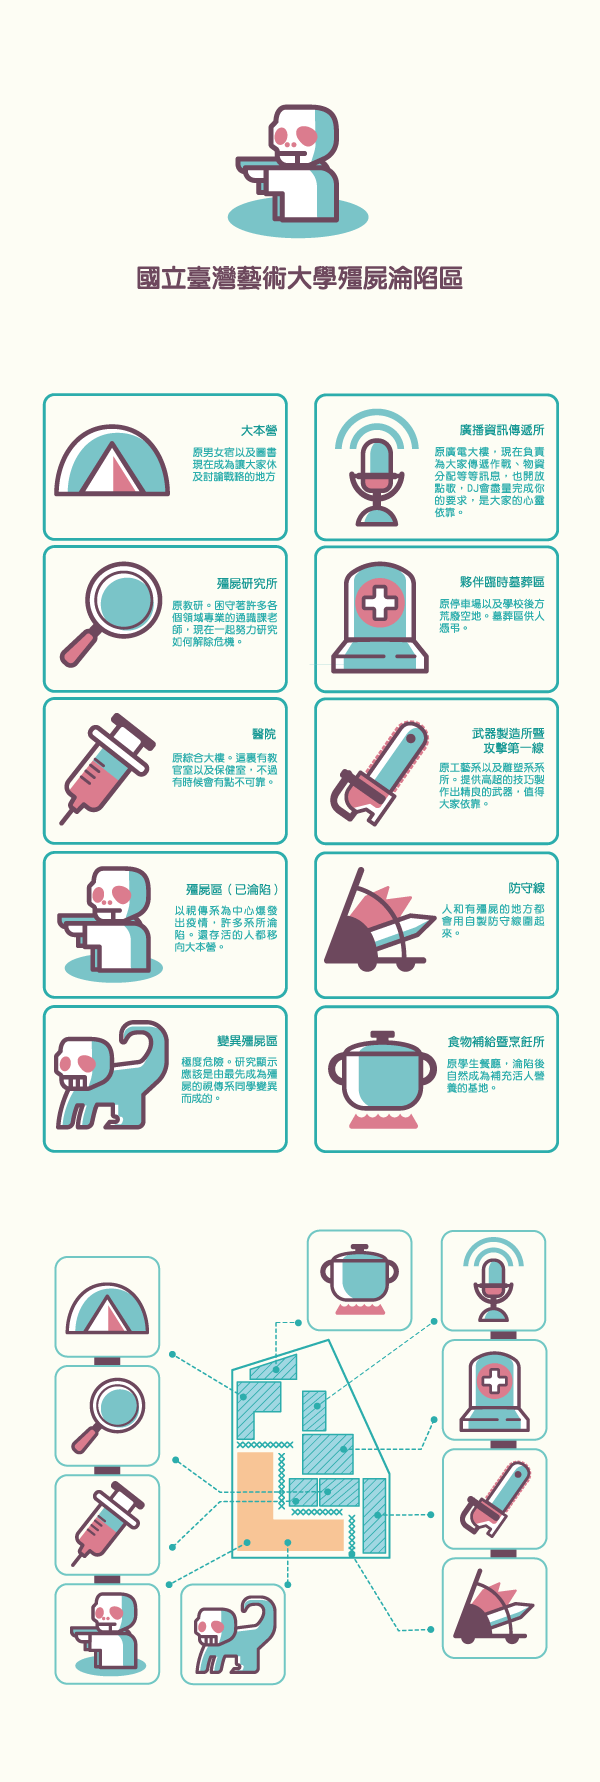 國立臺灣藝術大學殭屍淪陷區
大本營
原男女宿以及圖書
現在成為讓大家休
及討論戰略的地方
廣播資訊傳遞所
原廣電大樓，現在負責
為大家傳遞作戰、物資
分配等等訊息，也開放
點歌，DJ會盡量完成你
的要求，是大家的心靈
依靠。
殭屍研究所
原教研。困守著許多各
個領域專業的通識課老
師，現在一起努力研究
如何解除危機。
夥伴臨時墓葬區
原停車場以及學校後方
荒廢空地。墓葬區供人
憑弔。
醫院
原綜合大樓。這裏有教
官室以及保健室，不過
有時候會有點不可靠。
武器製造所暨
攻擊第一線
原工藝系以及雕塑系系
所。提供高超的技巧製
作出精良的武器，值得
大家依靠。
殭屍區（已淪陷）
以視傳系為中心爆發
出疫情，許多系所淪
陷。還存活的人都移
向大本營。
防守線
人和有殭屍的地方都
會用自製防守線圍起
來。
變異殭屍區
極度危險。研究顯示
應該是由最先成為殭
屍的視傳系同學變異
而成的。
食物補給暨烹飪所
原學生餐廳，淪陷後
自然成為補充活人營
養的基地。